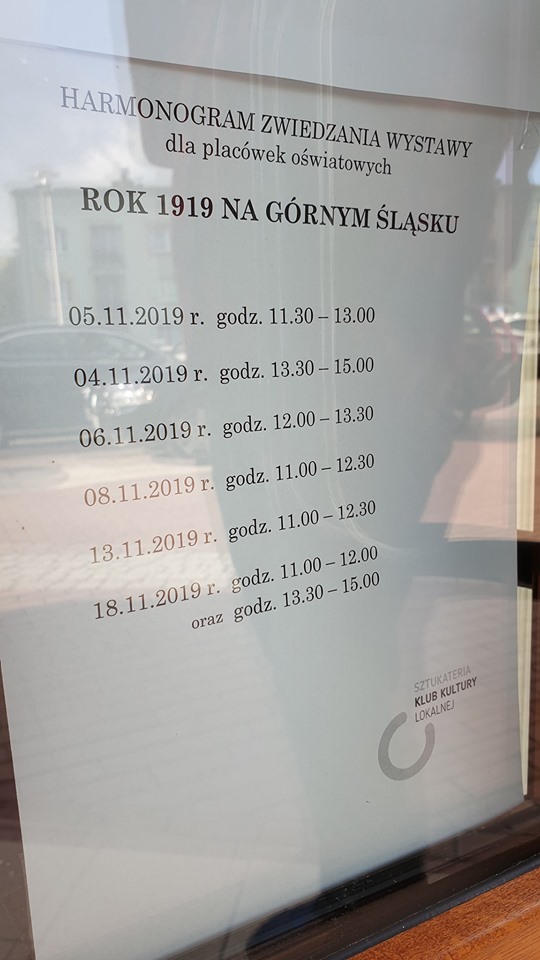 HARMONOGRAM ZWIEDZANIA WYSTAWY
dla placówek oświatowych
ROK 1919 NA GÓRNYM ŚLĄSKU
05.11.2019 r. godz. 11.30 – 13.00
04.11.2019 r. godz. 13.30 – 15.00
06.11.2019 r. godz. 12.00 – 13.30
08.11.2019 r. godz. 11.00 – 12.30
13.11.2019 r. godz. 11.00 – 12.30
18.11.2019 r. godz. 11.00 – 12.00
oraz godz. 13.30 – 15.00
SZTUKATERIA
KLUB KULTURY
LOKALNEJ